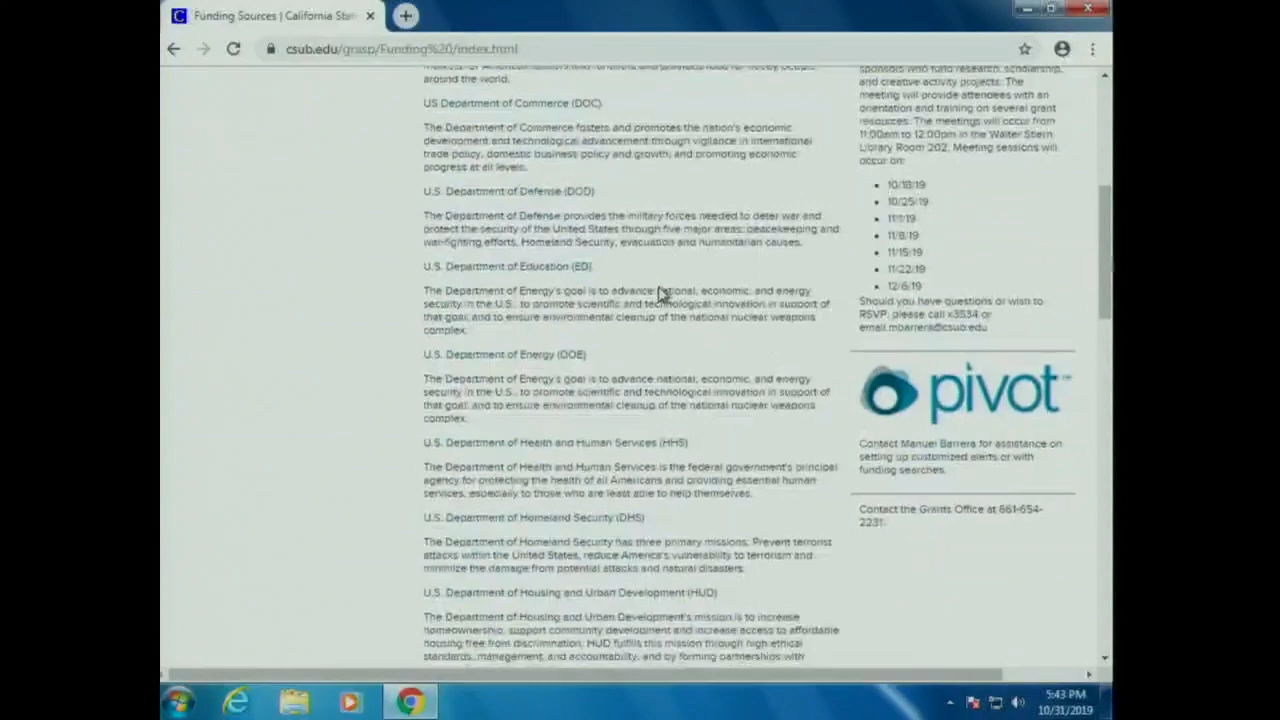 Funding Sources | California Stat
csub.edu/grasp/Funding%20/index.html
around the world.
US Department of Commerce (DOC)
The Department of Commerce fosters and promotes the nation's economic
development and technological advancement through vigilance in international
trade policy, domestic business policy and growth, and promoting economic
progress at all levels.
U.S. Department of Defense (DOD)
The Department of Defense provides the military forces needed to deter war and
protect the security of the United States through five major areas: peacekeeping and
war-fighting efforts, Homeland Security, evacuation and humanitarian causes.
U.S. Department of Education (ED)
The Department of Energy's goal is to advance national, economic, and energy
security in the U.S., to promote scientific and technological innovation in support of
that goal, and to ensure environmental cleanup of the national nuclear weapons
complex.
U.S. Department of Energy (DOE)
The Department of Energy's goal is to advance national, economic, and energy
security in the U.S., to promote scientific and technological innovation in support of
that goal, and to ensure environmental cleanup of the national nuclear weapons
complex.
U.S. Department of Health and Human Services (HHS)
The Department of Health and Human Services is the federal government's principal
agency for protecting the health of all Americans and providing essential human
services, especially to those who are least able to help themselves.
U.S. Department of Homeland Security (DHS)
The Department of Homeland Security has three primary missions: Prevent terrorist
attacks within the United States, reduce America's vulnerability to terrorism and
minimize the damage from potential attacks and natural disasters.
U.S. Department of Housing and Urban Development (HUD)
The Department of Housing and Urban Development's mission is to increase
homeownership, support community development and increase access to affordable
housing free from discrimination. HUD fulfills this mission through high ethical
standards, management, and accountability, and by forming partnerships with
sponsors who fund research, scholarship,
and creative activity projects. The
meeting will provide attendees with an
orientation and training on several grant
resources. The meetings will occur from
11:00am to 12:00pm in the Walter Stern
Library Room 202. Meeting sessions will
occur on:
10/18/19
10/25/19
11/1/19
11/8/19
11/15/19
11/22/19
12/6/19
Should you have questions or wish to
RSVP, please call x3534 or
email mbarrera@csub.edu
pivot™
Contact Manuel Barrera for assistance on
setting up customized alerts or with
funding searches.
Contact the Grants Office at 661-654-
2231.
5:43 PM
10/31/2019